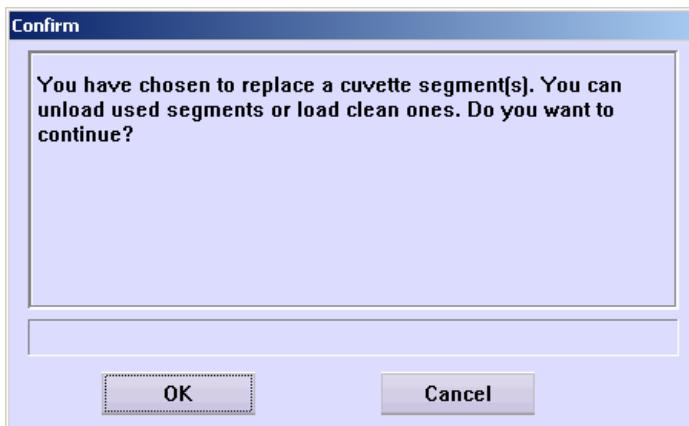 Confirm
You have chosen to replace a cuvette segment(s). You can
unload used segments or load clean ones. Do you want to
continue?
OK
Cancel